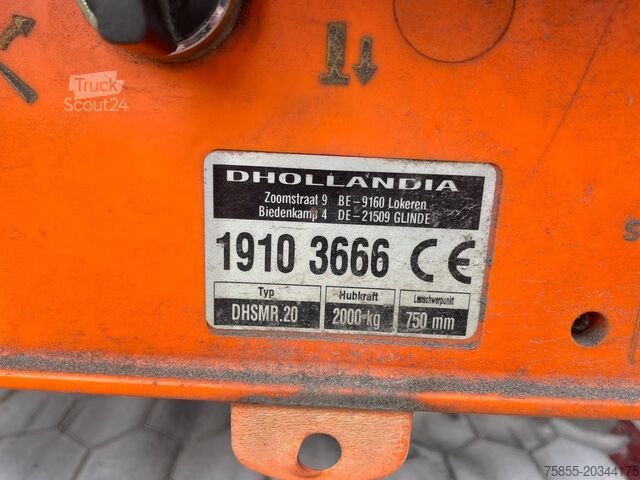 Truck
Scout24
DHOLLANDIA
Zoomstraat 9 BE-9160 Lokeren
Biedenkamp 4 DE-21509 GLINDE
1910 3666 CE
Typ Hubkraft Lastschwerpunkt
DHSMR.20 2000 kg 750 mm
S
75855-20344175